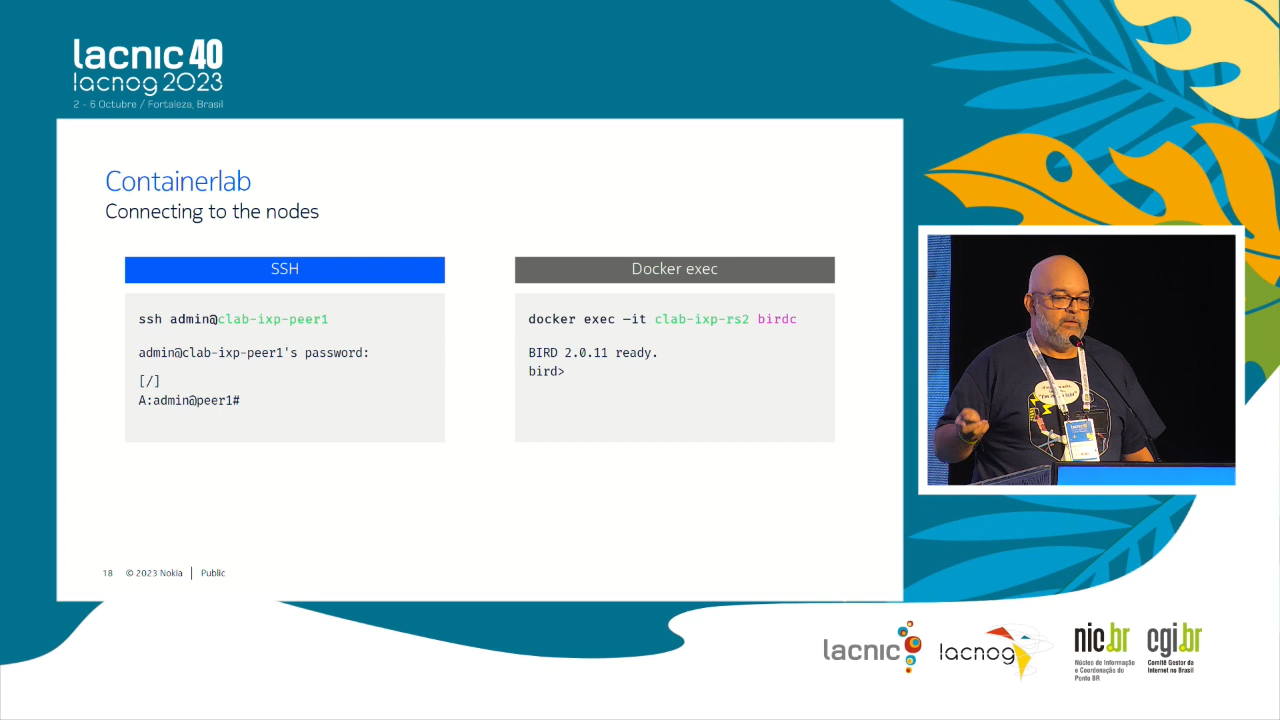 lacnic 40
lacnog 2023
2 - 6 Octubre / Fortaleza, Brasil
Containerlab
Connecting to the nodes
SSH
ssh admin@clab-ixp-peer1
admin@clab-ixp-peer1's password:
[/]
A:admin@peer1#
Docker exec
docker exec –it clab-ixp-rs2 birdc
BIRD 2.0.11 ready.
bird>
18 © 2023 Nokia | Public
lacnic
lacnog
nic.br
Núcleo de Informação
e Coordenação do
Ponto BR
cgi.br
Comitê Gestor da
Internet no Brasil